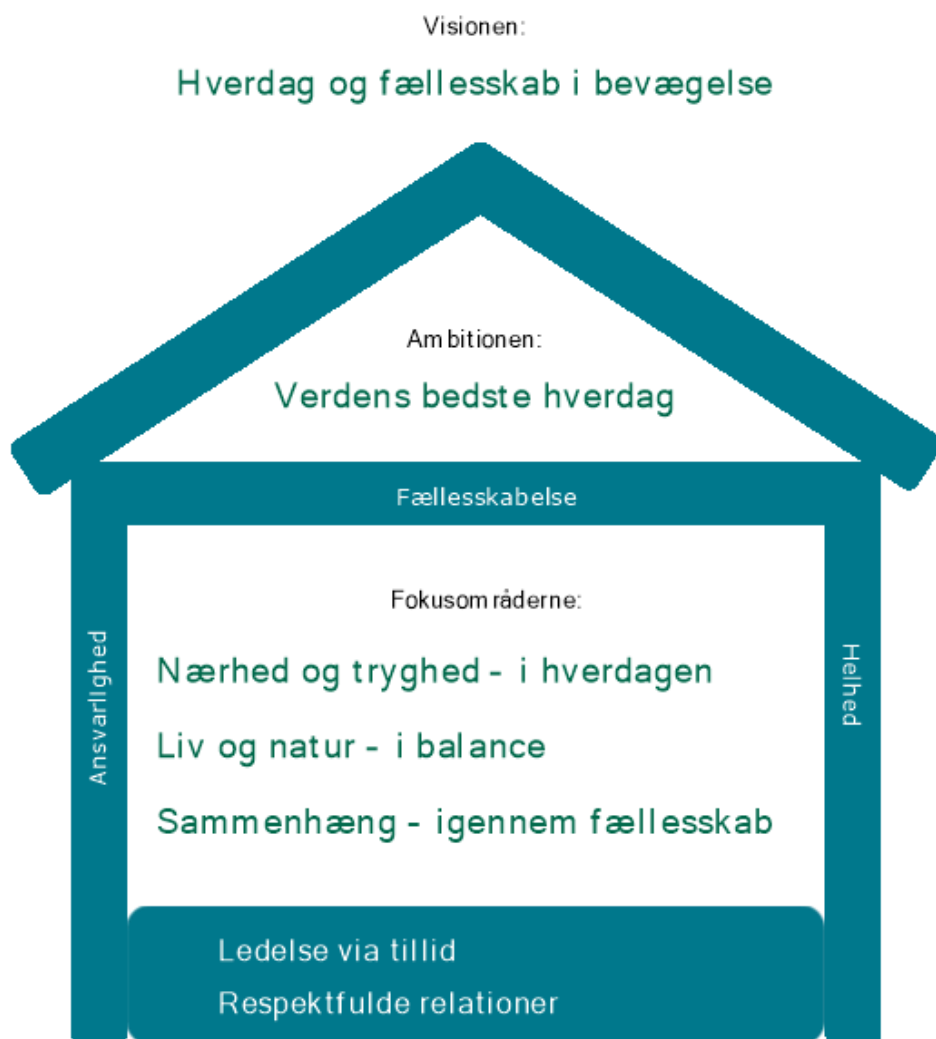 Visionen:
Hverdag og fællesskab i bevægelse
Ambitionen:
Verdens bedste hverdag
Fællesskabelse
Fokusområderne:
Ansvarlighed
Nærhed og tryghed - i hverdagen
Liv og natur - i balance
Sammenhæng - igennem fællesskab
Helhed
Ledelse via tillid
Respektfulde relationer